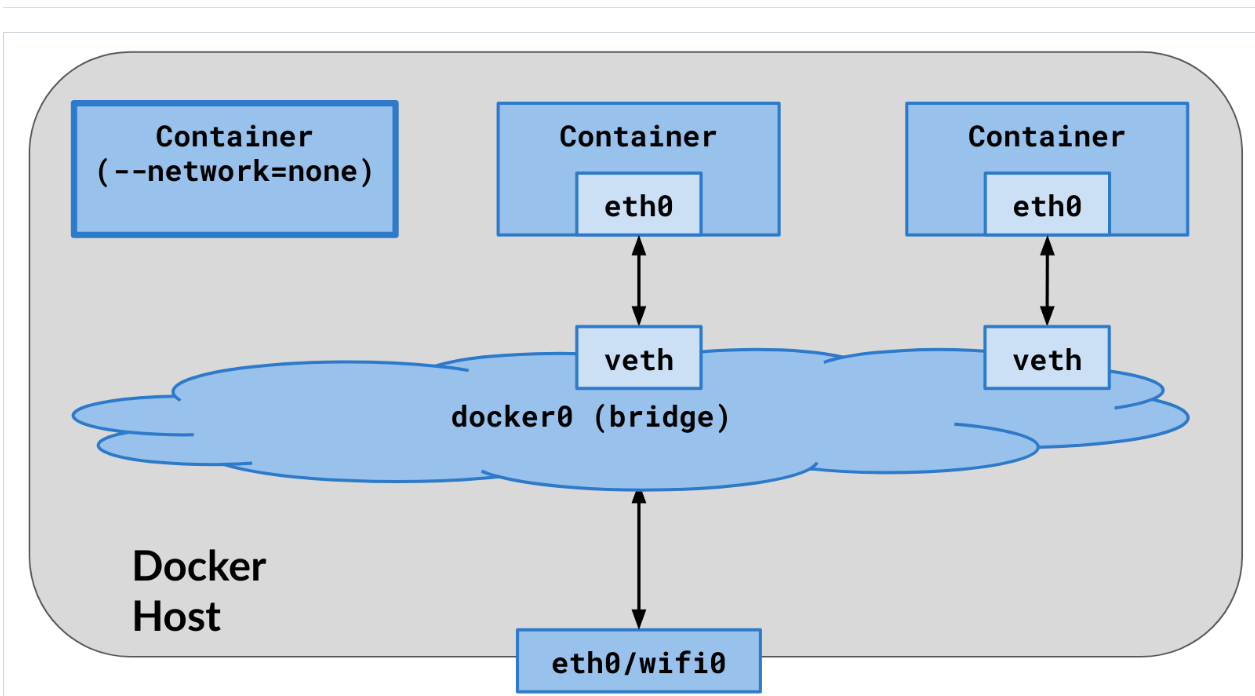 Container
(--network=none)
Container
eth0
Container
eth0
veth
veth
docker0 (bridge)
Docker
Host
eth0/wifi0